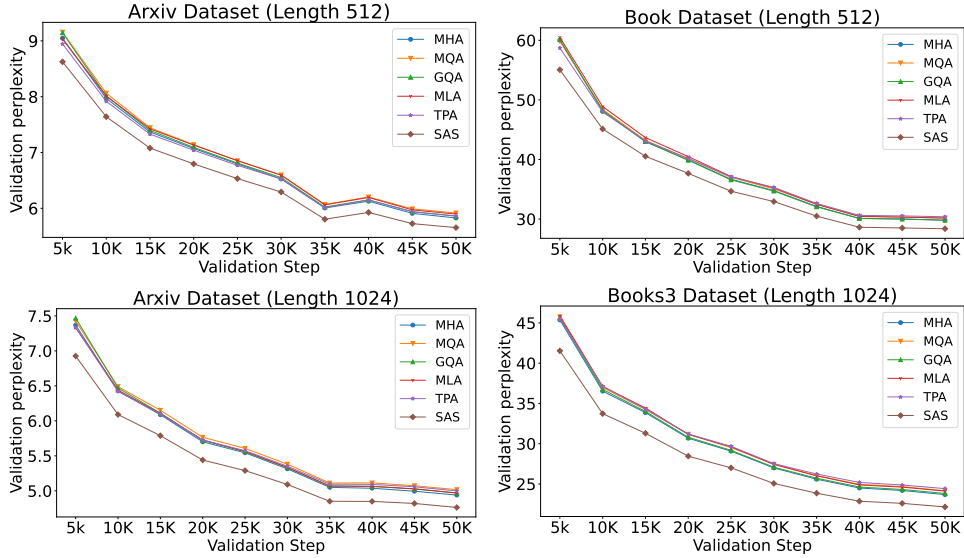 Arxiv Dataset (Length 512)
Validation perplexity
9
8
7
6
MHA
MQA
GQA
MLA
TPA
SAS
5k 10K 15K 20K 25K 30K 35K 40K 45K 50K
Validation Step
Book Dataset (Length 512)
Validation perplexity
60
50
40
30
MHA
MQA
GQA
MLA
TPA
SAS
5k 10K 15K 20K 25K 30K 35K 40K 45K 50K
Validation Step
Arxiv Dataset (Length 1024)
Validation perplexity
7.5
7.0
6.5
6.0
5.5
5.0
MHA
MQA
GQA
MLA
TPA
SAS
5k 10K 15K 20K 25K 30K 35K 40K 45K 50K
Validation Step
Books3 Dataset (Length 1024)
Validation perplexity
45
40
35
30
25
MHA
MQA
GQA
MLA
TPA
SAS
5k 10K 15K 20K 25K 30K 35K 40K 45K 50K
Validation Step